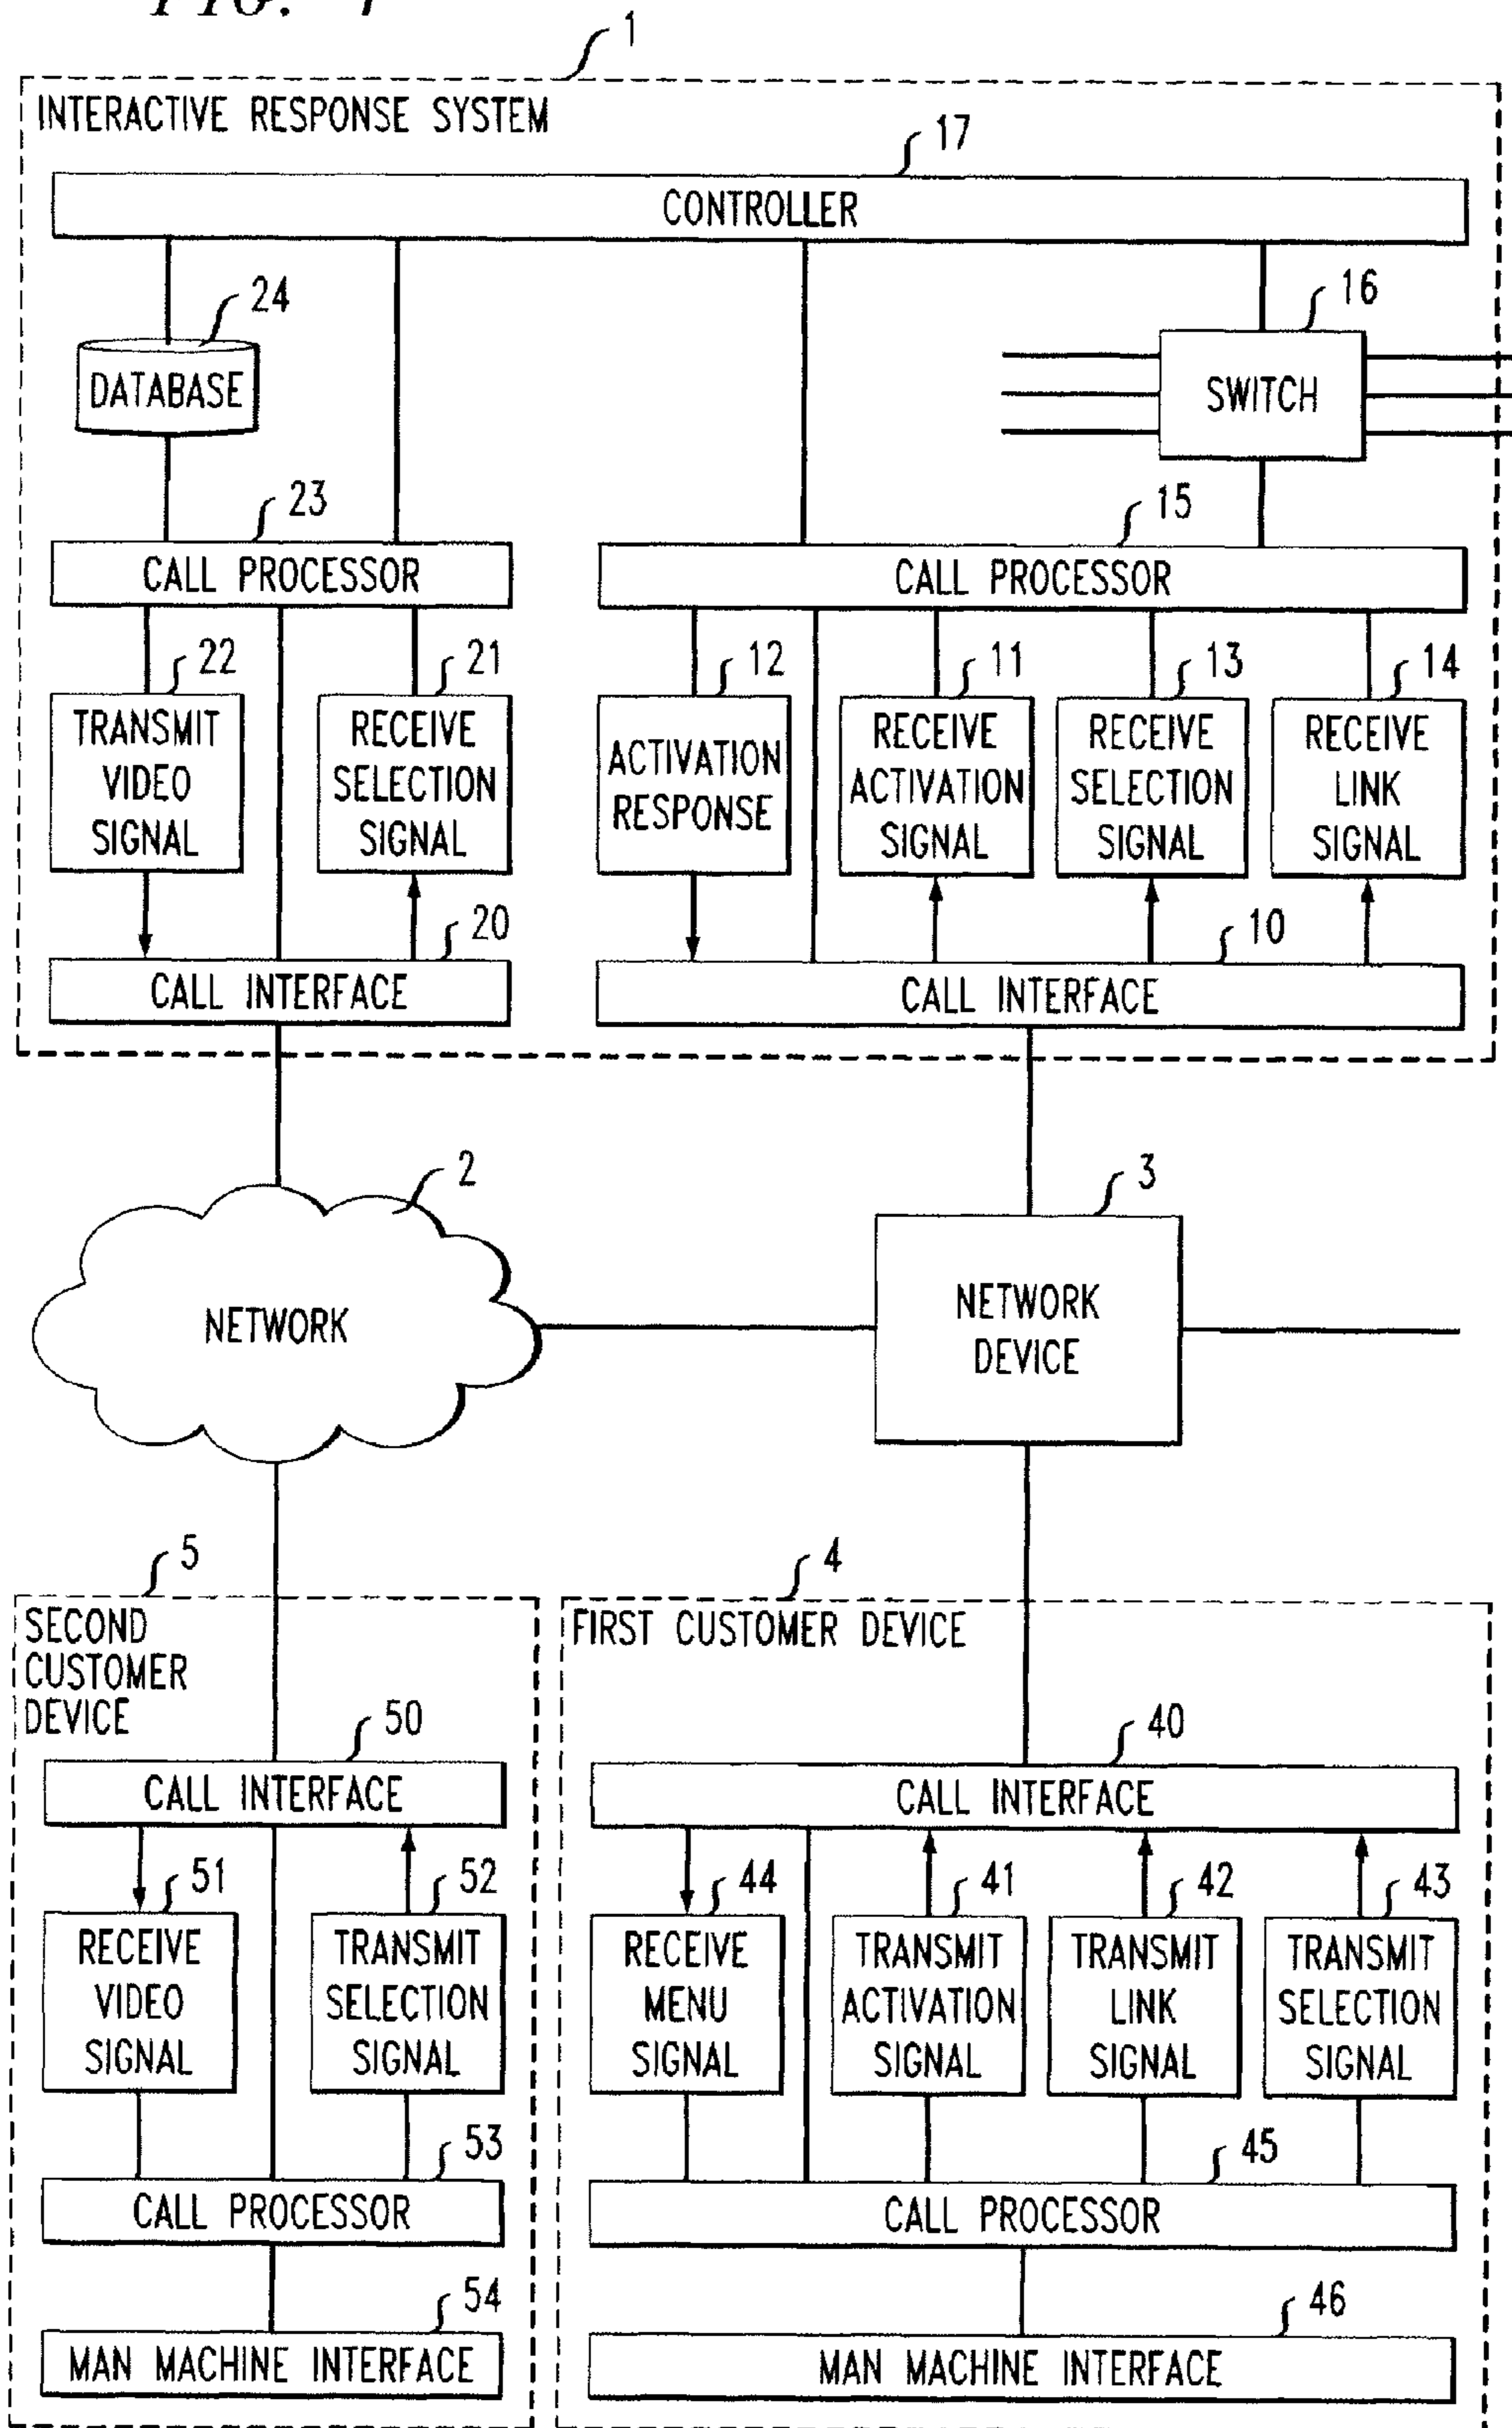 FIG.
1
INTERACTIVE RESPONSE SYSTEM
17
CONTROLLER
24
DATABASE
16
SWITCH
23
CALL PROCESSOR
15
CALL PROCESSOR
22
TRANSMIT
VIDEO
SIGNAL
21
RECEIVE
SELECTION
SIGNAL
12
ACTIVATION
RESPONSE
11
RECEIVE
ACTIVATION
SIGNAL
13
RECEIVE
SELECTION
SIGNAL
14
RECEIVE
LINK
SIGNAL
20
CALL INTERFACE
10
CALL INTERFACE
2
NETWORK
3
NETWORK
DEVICE
5
SECOND
CUSTOMER
DEVICE
4
FIRST CUSTOMER DEVICE
50
CALL INTERFACE
40
CALL INTERFACE
51
RECEIVE
VIDEO
SIGNAL
52
TRANSMIT
SELECTION
SIGNAL
44
RECEIVE
MENU
SIGNAL
41
TRANSMIT
ACTIVATION
SIGNAL
42
TRANSMIT
LINK
SIGNAL
43
TRANSMIT
SELECTION
SIGNAL
53
CALL PROCESSOR
45
CALL PROCESSOR
54
MAN MACHINE INTERFACE
46
MAN MACHINE INTERFACE